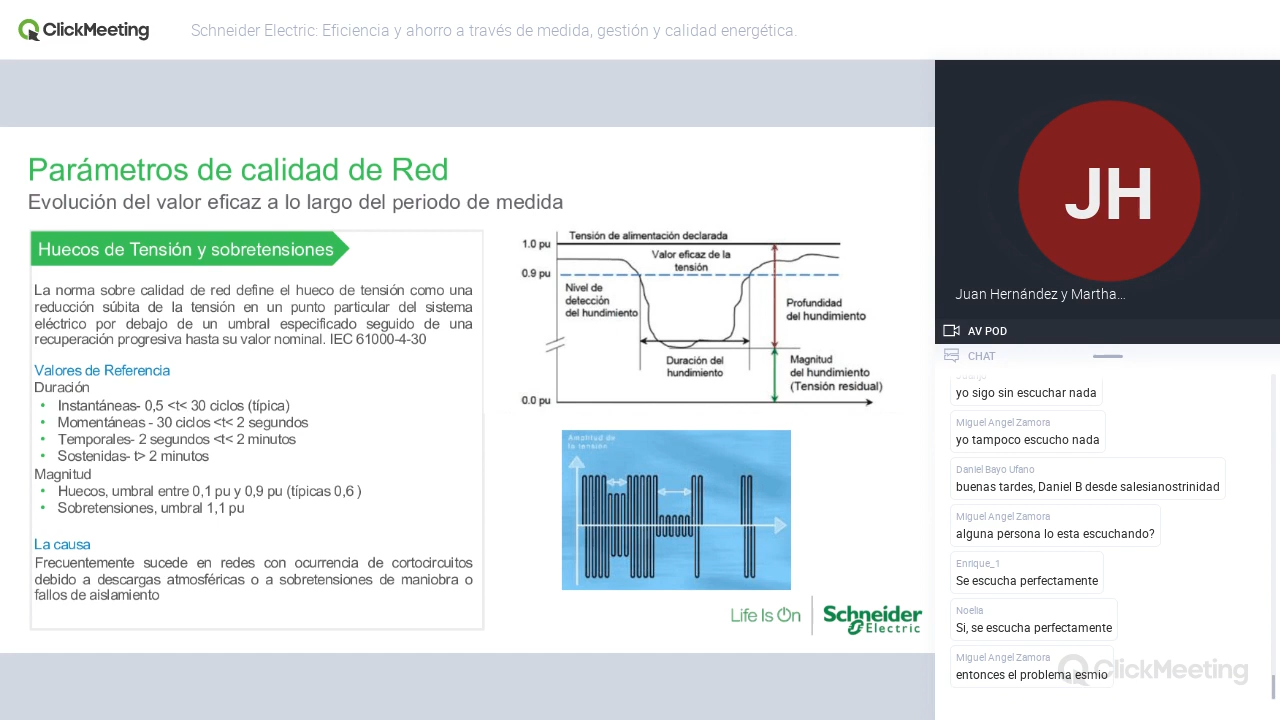 ClickMeeting
Schneider Electric: Eficiencia y ahorro a través de medida, gestión y calidad energética.
Parámetros de calidad de Red
Evolución del valor eficaz a lo largo del periodo de medida
Huecos de Tensión y sobretensiones
La norma sobre calidad de red define el hueco de tensión como una
reducción súbita de la tensión en un punto particular del sistema
eléctrico por debajo de un umbral especificado seguido de una
recuperación progresiva hasta su valor nominal. IEC 61000-4-30
Valores de Referencia
Duración
• Instantáneas- 0,5 <t< 30 ciclos (típica)
• Momentáneas - 30 ciclos <t< 2 segundos
• Temporales- 2 segundos <t< 2 minutos
• Sostenidas- t> 2 minutos
Magnitud
• Huecos, umbral entre 0,1 pu y 0,9 pu (típicas 0,6 )
• Sobretensiones, umbral 1,1 pu
La causa
Frecuentemente sucede en redes con ocurrencia de cortocircuitos
debido a descargas atmosféricas o a sobretensiones de maniobra o
fallos de aislamiento
Tensión de alimentación declarada
1.0 pu
Valor eficaz de la
tensión
0.9 pu
Nivel de
detección
del hundimiento
Profundidad
del hundimiento
Duración del
hundimiento
Magnitud
del hundimiento
(Tensión residual)
0.0 pu
Amplitud de
la tensión
Life Is On
Schneider
Electric
JH
Juan Hernández y Martha...
AV POD
CHAT
yo sigo sin escuchar nada
Miguel Angel Zamora
yo tampoco escucho nada
Daniel Bayo Ufano
buenas tardes, Daniel B desde salesianostrinidad
Miguel Angel Zamora
alguna persona lo esta escuchando?
Enrique_1
Se escucha perfectamente
Noelia
Si, se escucha perfectamente
Miguel Angel Zamora
entonces el problema esmio
ClickMeeting